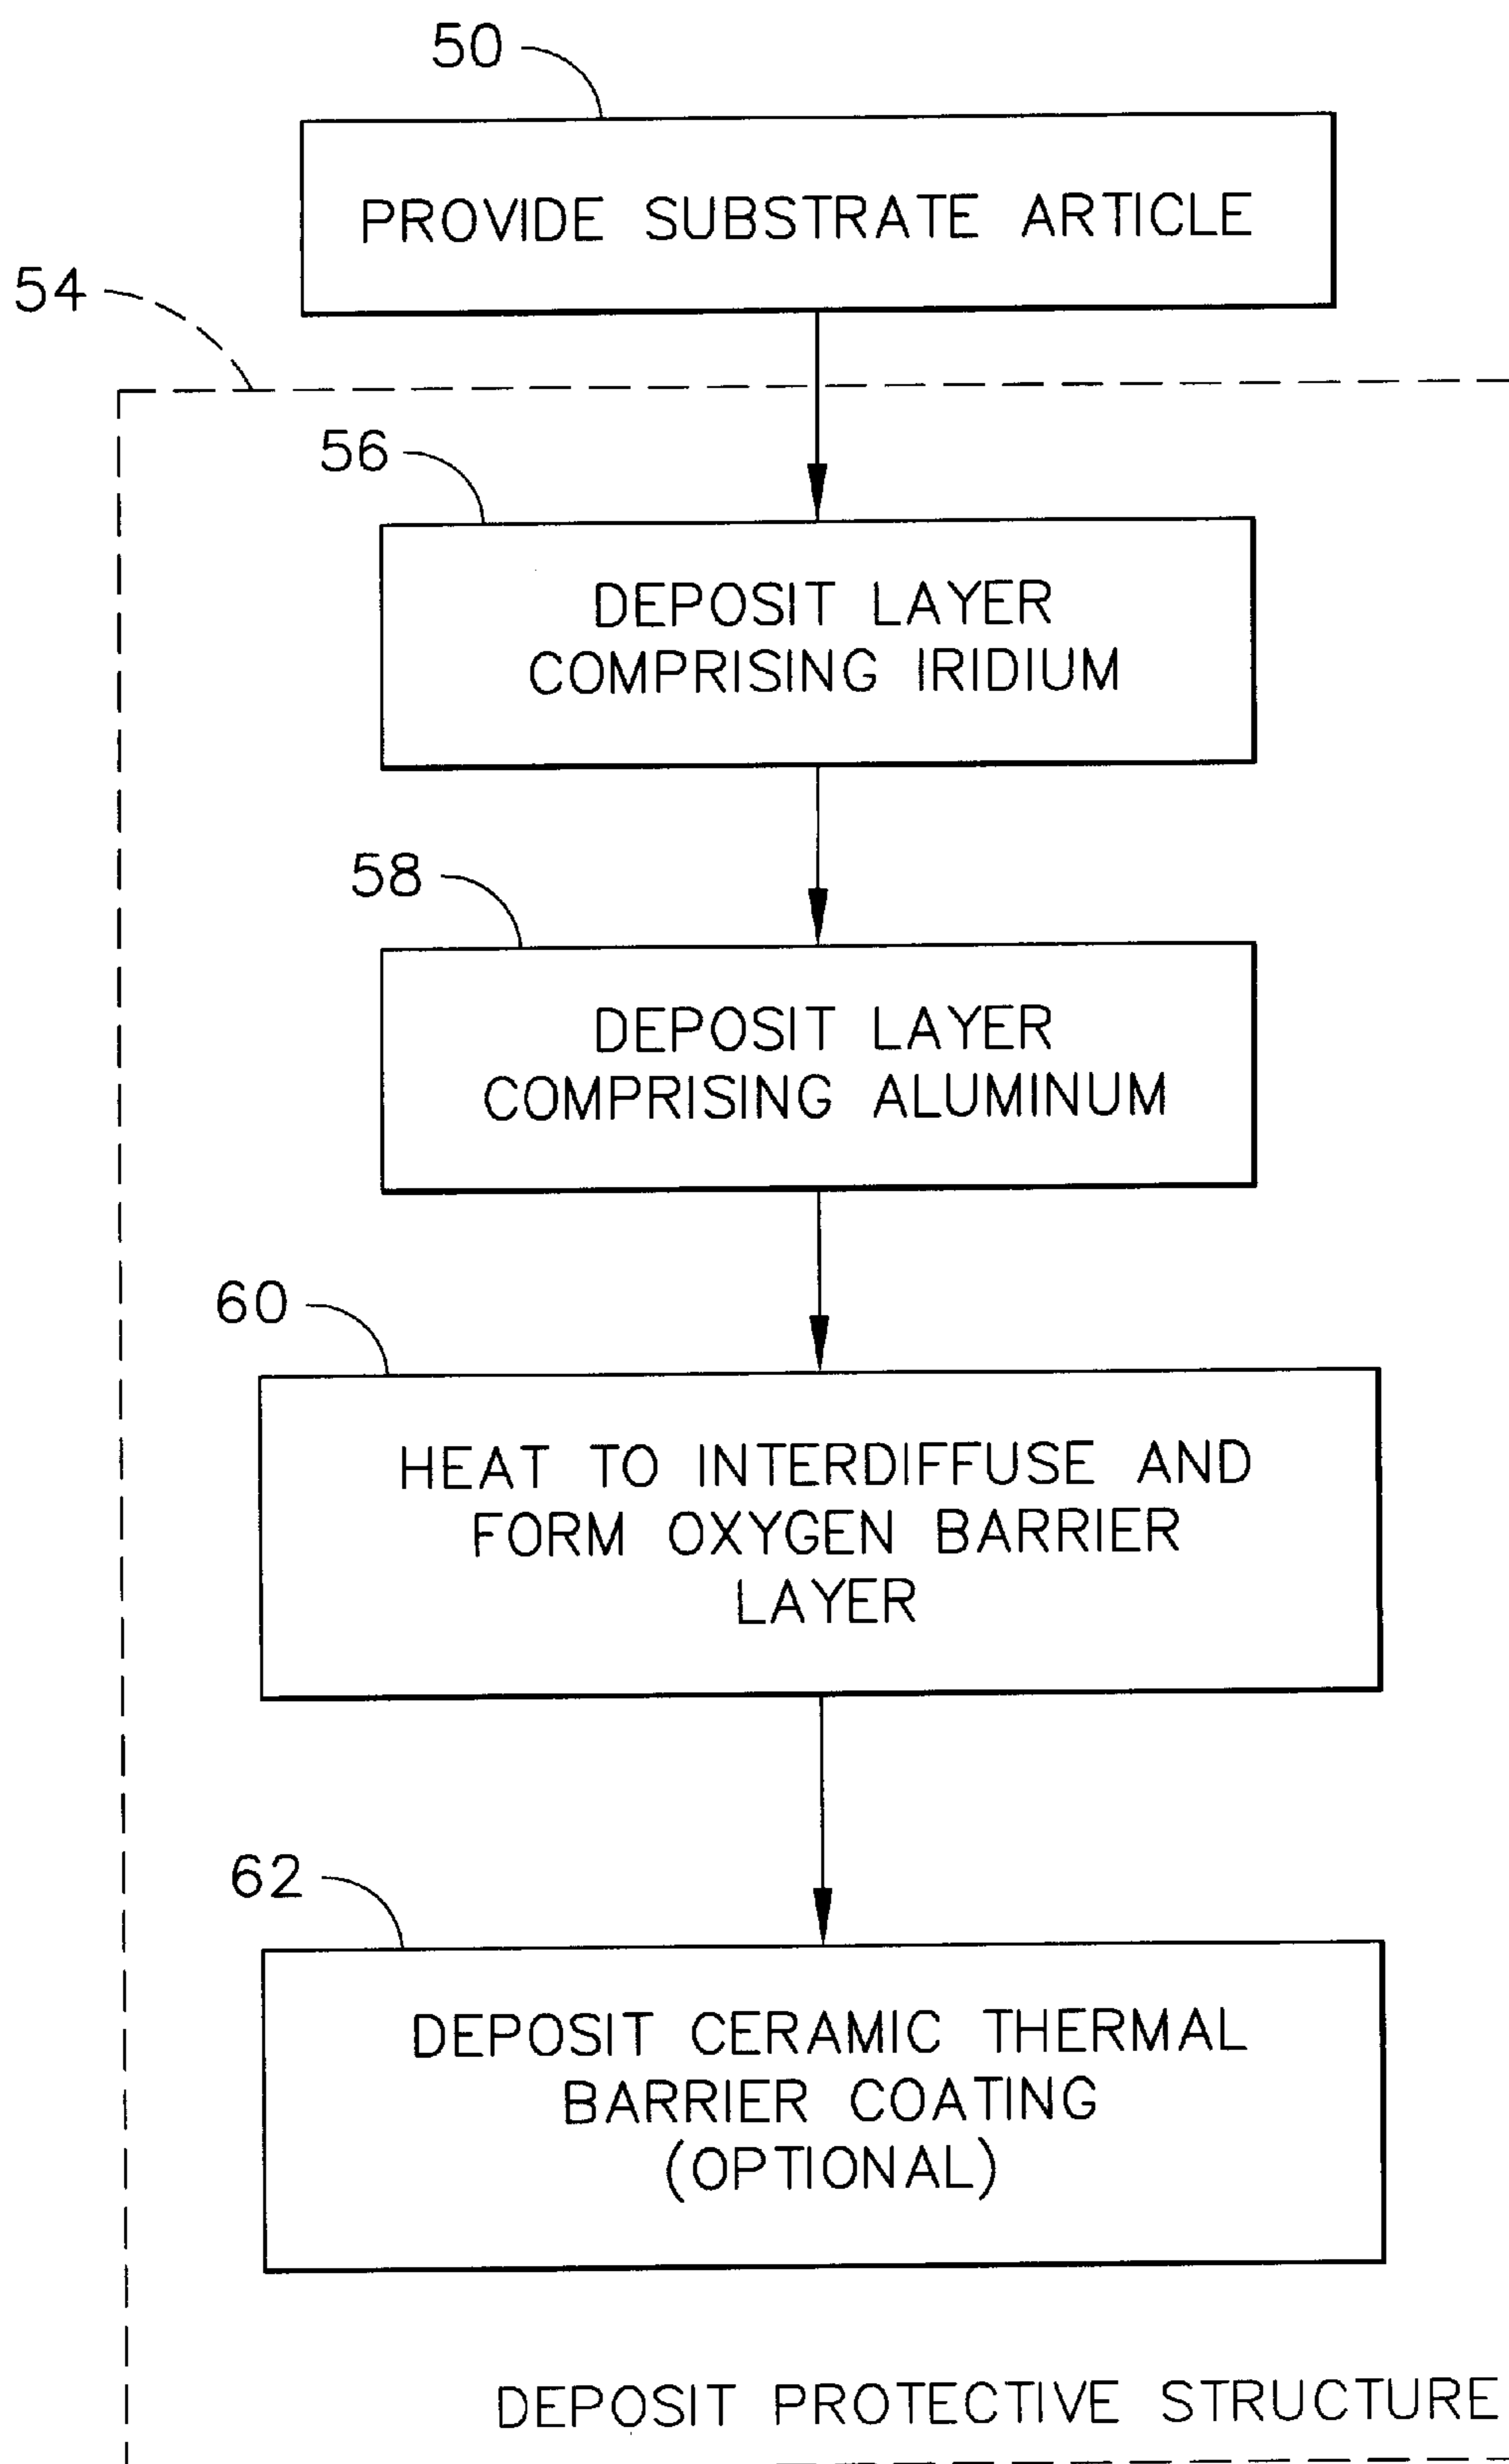 50
PROVIDE SUBSTRATE ARTICLE
54
56
DEPOSIT LAYER
COMPRISING IRIDIUM
58
DEPOSIT LAYER
COMPRISING ALUMINUM
60
HEAT TO INTERDIFFUSE AND
FORM OXYGEN BARRIER
LAYER
62
DEPOSIT CERAMIC THERMAL
BARRIER COATING
(OPTIONAL)
DEPOSIT PROTECTIVE STRUCTURE